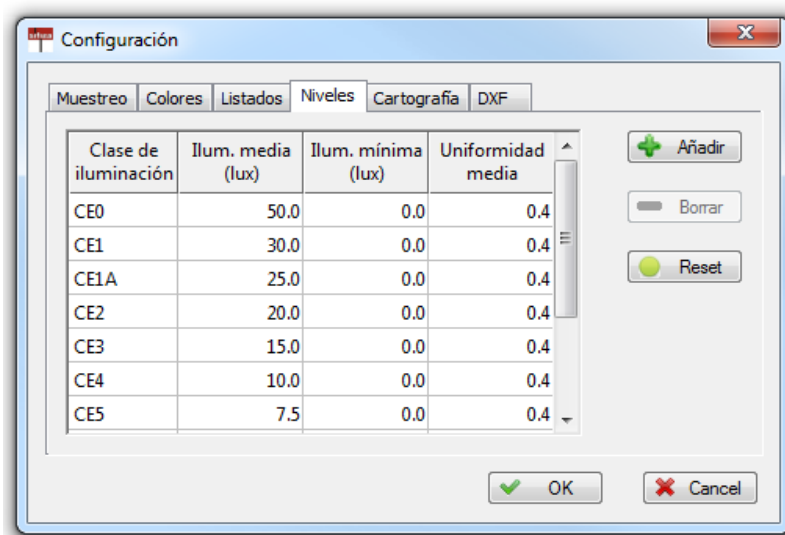 Configuración
Muestreo Colores Listados Niveles Cartografía DXF
Clase de iluminación Ilum. media (lux) Ilum. mínima (lux) Uniformidad media
CE0 50.0 0.0 0.4
CE1 30.0 0.0 0.4
CE1A 25.0 0.0 0.4
CE2 20.0 0.0 0.4
CE3 15.0 0.0 0.4
CE4 10.0 0.0 0.4
CE5 7.5 0.0 0.4
Añadir
Borrar
Reset
OK Cancel